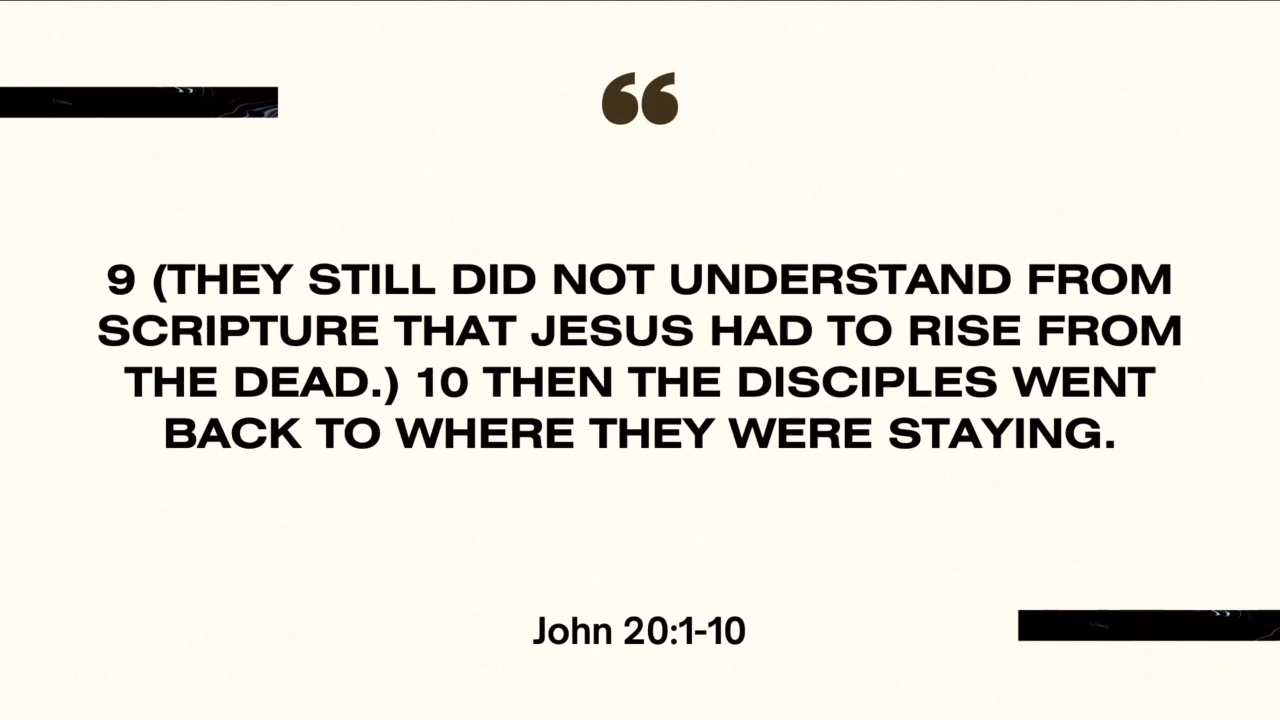 “
9 (THEY STILL DID NOT UNDERSTAND FROM
SCRIPTURE THAT JESUS HAD TO RISE FROM
THE DEAD.) 10 THEN THE DISCIPLES WENT
BACK TO WHERE THEY WERE STAYING.
John 20:1-10